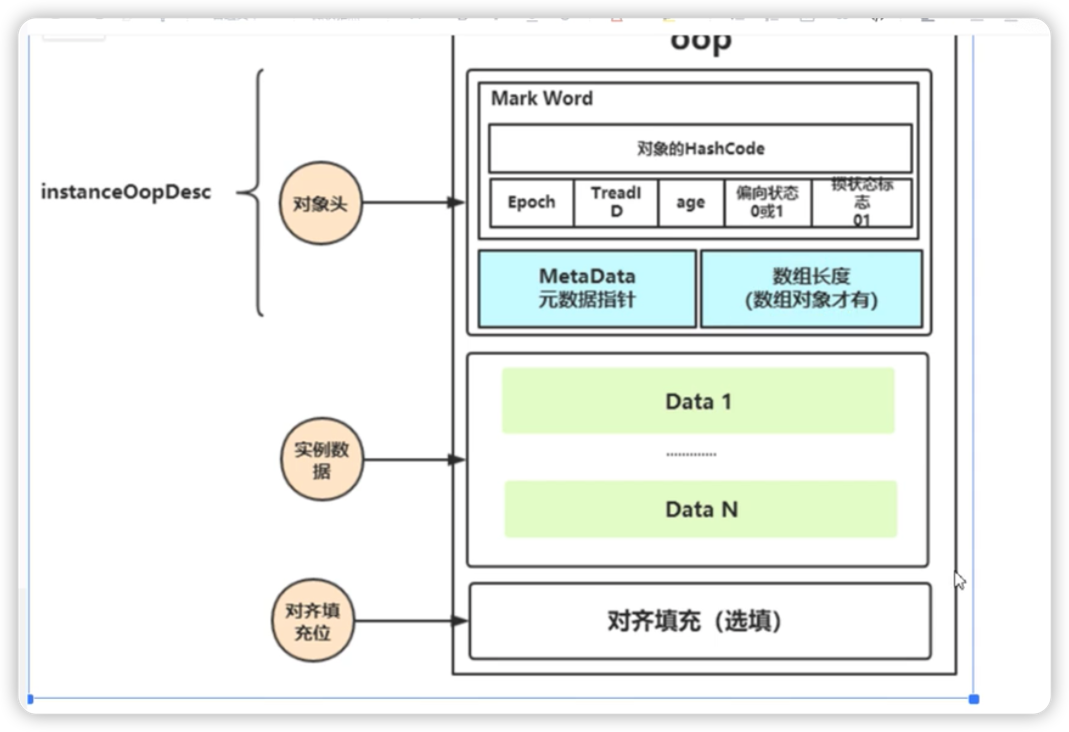 oop
Mark Word
对象的HashCode
Epoch
TreadI
D
age
偏向状态
0或1
锁状态标
志
01
instanceOopDesc
对象头
MetaData
元数据指针
数组长度
(数组对象才有)
Data 1
.............
实例数
据
Data N
对齐填
充位
对齐填充（选填）